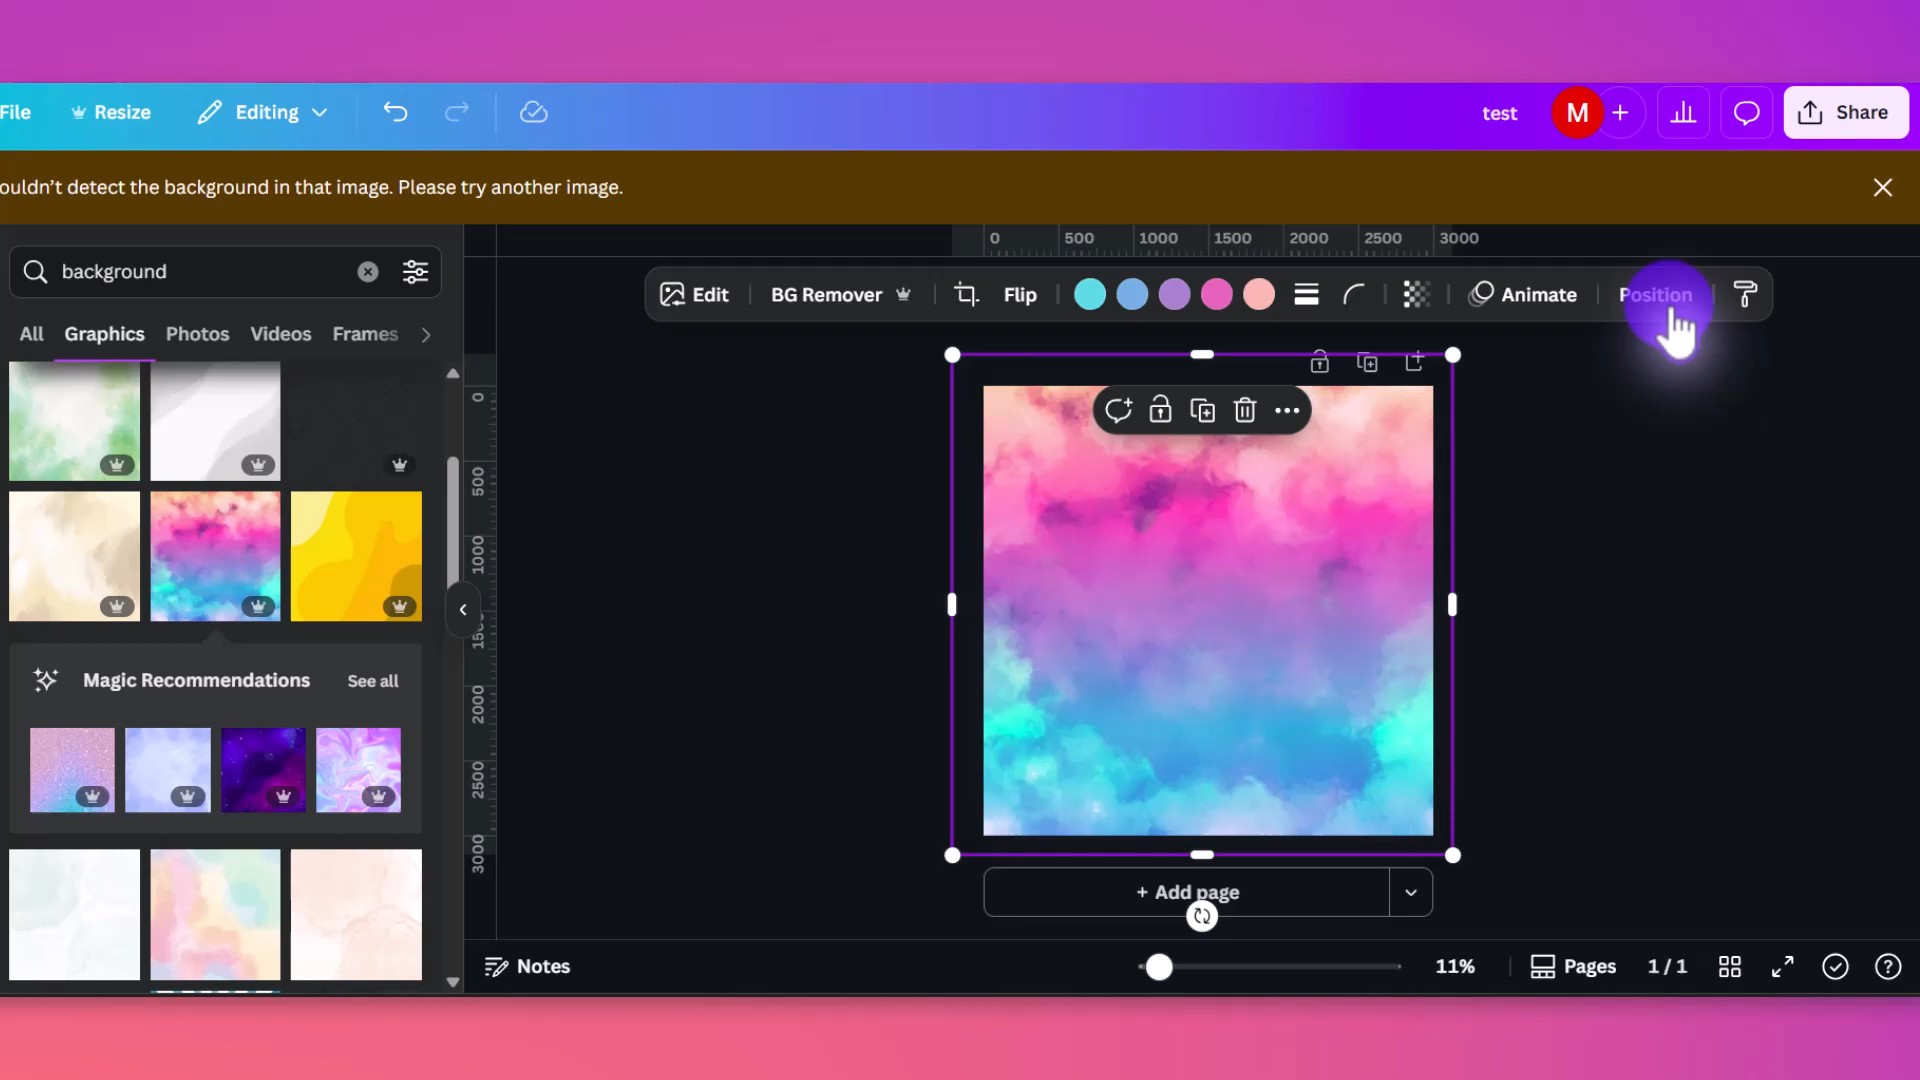 File
Resize
Editing
test
M
Share
ouldn't detect the background in that image. Please try another image.
background
All
Graphics
Photos
Videos
Frames
0
500
1000
1500
2000
2500
3000
Edit
BG Remover
Flip
Animate
Position
0
500
1000
150
2000
2500
3000
Magic Recommendations
See all
+ Add page
Notes
11%
Pages
1 / 1